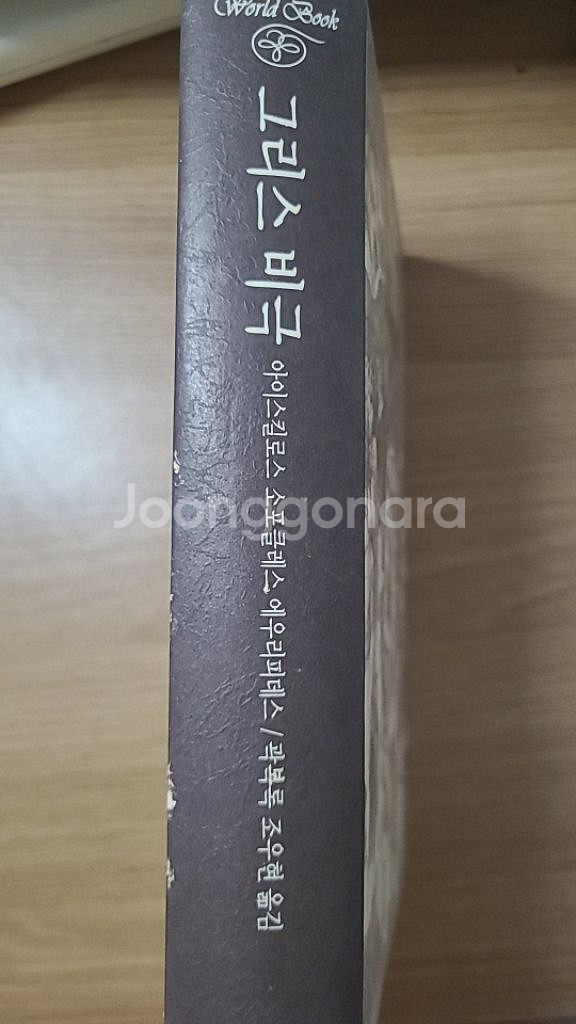 World Book
그리스 비극
아이스킬로스 소포클레스 에우리피데스 / 곽복록 조우현 옮김
Joonggonara